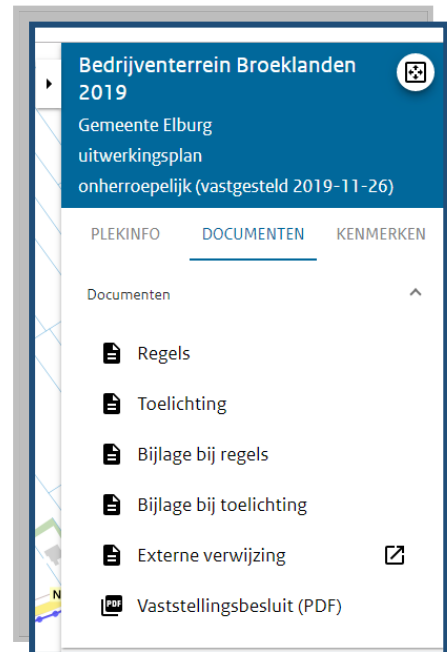 Bedrijventerrein Broeklanden
2019
Gemeente Elburg
uitwerkingsplan
onherroepelijk (vastgesteld 2019-11-26)
PLEKINFO DOCUMENTEN KENMERKEN
Documenten
Regels
Toelichting
Bijlage bij regels
Bijlage bij toelichting
Externe verwijzing
N
PDF Vaststellingsbesluit (PDF)